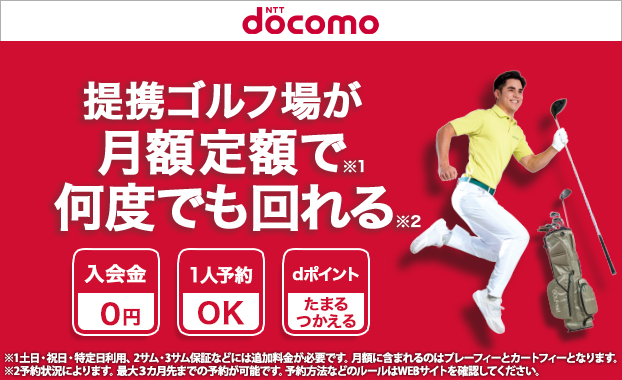 NTT
docomo
提携ゴルフ場が
月額定額で※1
何度でも回れる※2
入会金
0円
1人予約
OK
dポイント
たまる
つかえる
※1土日・祝日・特定日利用、2サム・3サム保証などには追加料金が必要です。月額に含まれるのはプレーフィーとカートフィーとなります。
※2予約状況によります。最大3カ月先までの予約が可能です。予約方法などのルールはWEBサイトを確認してください。